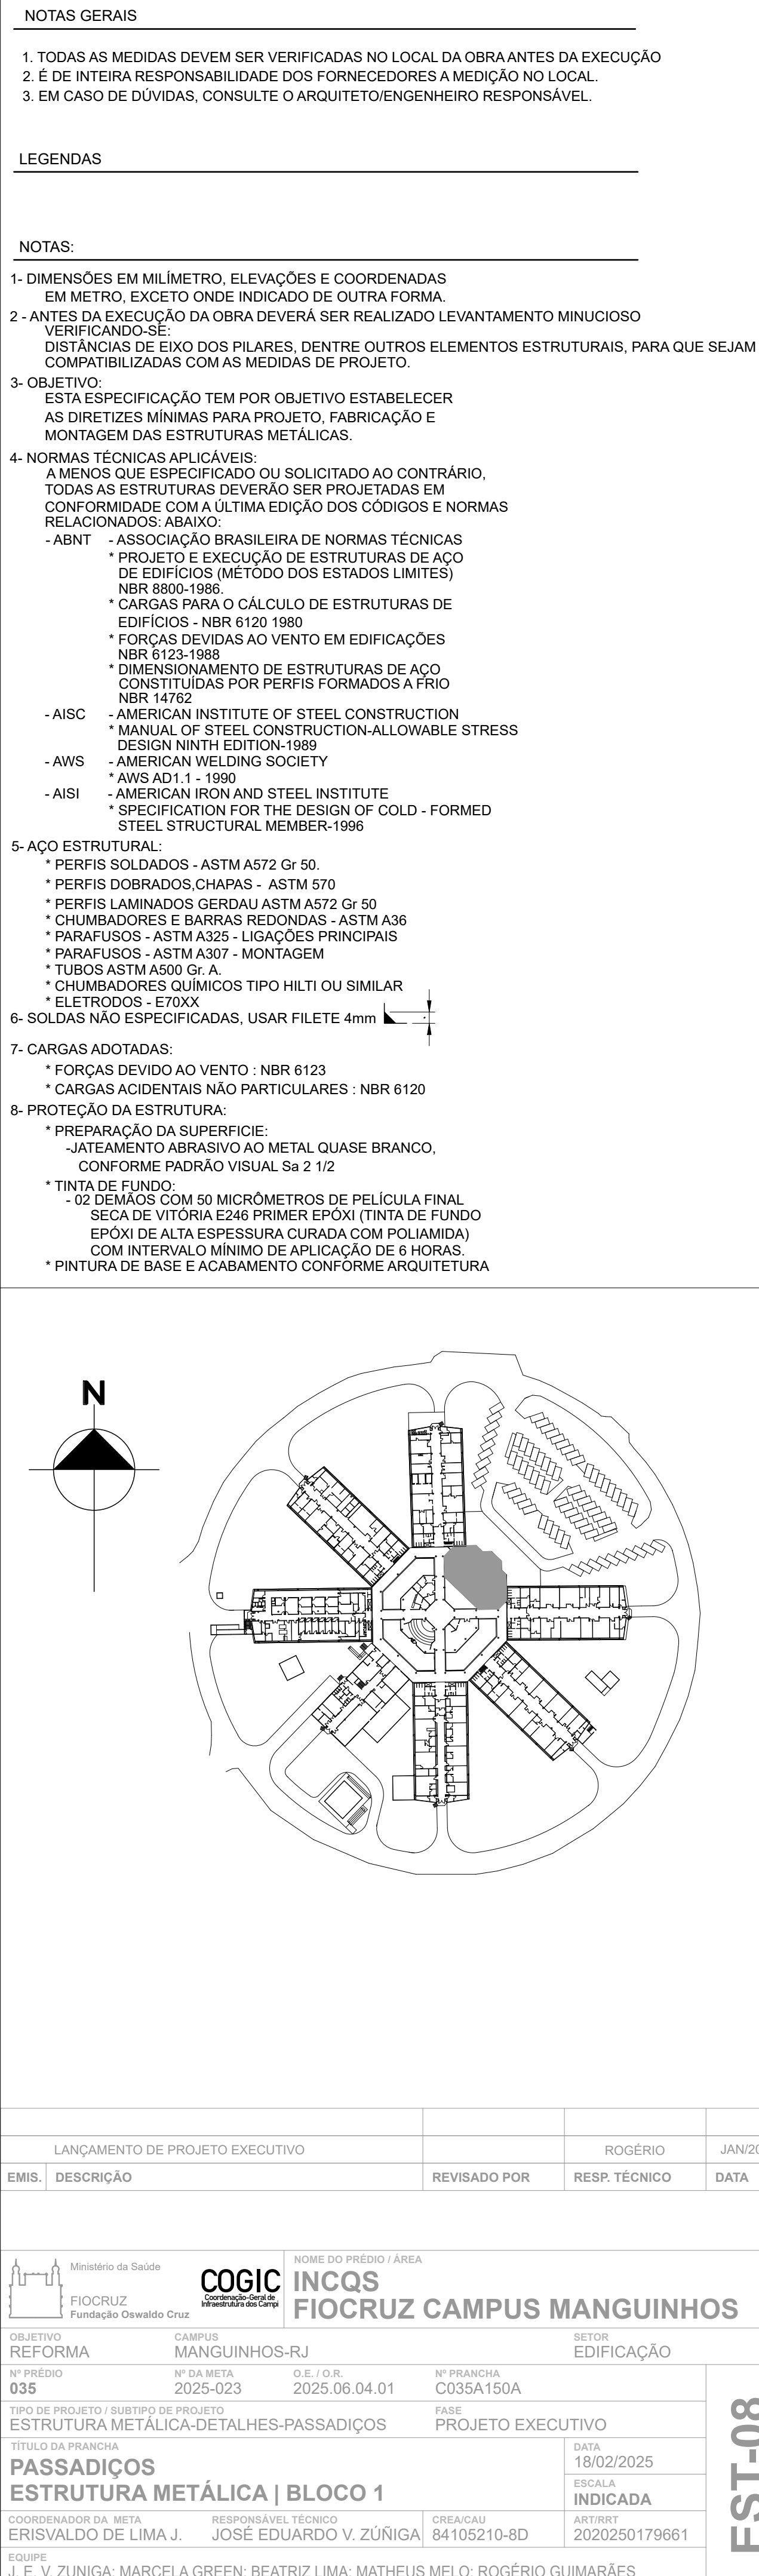 NOTAS GERAIS
1. TODAS AS MEDIDAS DEVEM SER VERIFICADAS NO LOCAL DA OBRA ANTES DA EXECUÇÃO
2. É DE INTEIRA RESPONSABILIDADE DOS FORNECEDORES A MEDIÇÃO NO LOCAL.
3. EM CASO DE DÚVIDAS, CONSULTE O ARQUITETO/ENGENHEIRO RESPONSÁVEL.
LEGENDAS
NOTAS:
1- DIMENSÕES EM MILÍMETRO, ELEVAÇÕES E COORDENADAS
EM METRO, EXCETO ONDE INDICADO DE OUTRA FORMA.
2 - ANTES DA EXECUÇÃO DA OBRA DEVERÁ SER REALIZADO LEVANTAMENTO MINUCIOSO
VERIFICANDO-SE:
DISTÂNCIAS DE EIXO DOS PILARES, DENTRE OUTROS ELEMENTOS ESTRUTURAIS, PARA QUE SEJAM
COMPATIBILIZADAS COM AS MEDIDAS DE PROJETO.
3- OBJETIVO:
ESTA ESPECIFICAÇÃO TEM POR OBJETIVO ESTABELECER
AS DIRETIZES MÍNIMAS PARA PROJETO, FABRICAÇÃO E
MONTAGEM DAS ESTRUTURAS METÁLICAS.
4- NORMAS TÉCNICAS APLICÁVEIS:
A MENOS QUE ESPECIFICADO OU SOLICITADO AO CONTRÁRIO,
TODAS AS ESTRUTURAS DEVERÃO SER PROJETADAS EM
CONFORMIDADE COM A ÚLTIMA EDIÇÃO DOS CÓDIGOS E NORMAS
RELACIONADOS: ABAIXO:
- ABNT - ASSOCIAÇÃO BRASILEIRA DE NORMAS TÉCNICAS
* PROJETO E EXECUÇÃO DE ESTRUTURAS DE AÇO
DE EDIFÍCIOS (MÉTODO DOS ESTADOS LIMITES)
NBR 8800-1986.
* CARGAS PARA O CÁLCULO DE ESTRUTURAS DE
EDIFÍCIOS - NBR 6120 1980
* FORÇAS DEVIDAS AO VENTO EM EDIFICAÇÕES
NBR 6123-1988
* DIMENSIONAMENTO DE ESTRUTURAS DE AÇO
CONSTITUÍDAS POR PERFIS FORMADOS A FRIO
NBR 14762
- AISC - AMERICAN INSTITUTE OF STEEL CONSTRUCTION
* MANUAL OF STEEL CONSTRUCTION-ALLOWABLE STRESS
DESIGN NINTH EDITION-1989
- AWS - AMERICAN WELDING SOCIETY
* AWS AD1.1 - 1990
- AISI - AMERICAN IRON AND STEEL INSTITUTE
* SPECIFICATION FOR THE DESIGN OF COLD - FORMED
STEEL STRUCTURAL MEMBER-1996
5- AÇO ESTRUTURAL:
* PERFIS SOLDADOS - ASTM A572 Gr 50.
* PERFIS DOBRADOS,CHAPAS - ASTM 570
* PERFIS LAMINADOS GERDAU ASTM A572 Gr 50
* CHUMBADORES E BARRAS REDONDAS - ASTM A36
* PARAFUSOS - ASTM A325 - LIGAÇÕES PRINCIPAIS
* PARAFUSOS - ASTM A307 - MONTAGEM
* TUBOS ASTM A500 Gr. A.
* CHUMBADORES QUÍMICOS TIPO HILTI OU SIMILAR
* ELETRODOS - E70XX
6- SOLDAS NÃO ESPECIFICADAS, USAR FILETE 4mm
7- CARGAS ADOTADAS:
* FORÇAS DEVIDO AO VENTO : NBR 6123
* CARGAS ACIDENTAIS NÃO PARTICULARES : NBR 6120
8- PROTEÇÃO DA ESTRUTURA:
* PREPARAÇÃO DA SUPERFICIE:
-JATEAMENTO ABRASIVO AO METAL QUASE BRANCO,
CONFORME PADRÃO VISUAL Sa 2 1/2
* TINTA DE FUNDO:
- 02 DEMÃOS COM 50 MICRÔMETROS DE PELÍCULA FINAL
SECA DE VITÓRIA E246 PRIMER EPÓXI (TINTA DE FUNDO
EPÓXI DE ALTA ESPESSURA CURADA COM POLIAMIDA)
COM INTERVALO MÍNIMO DE APLICAÇÃO DE 6 HORAS.
* PINTURA DE BASE E ACABAMENTO CONFORME ARQUITETURA
N
LANÇAMENTO DE PROJETO EXECUTIVO ROGÉRIO JAN/20
EMIS. DESCRIÇÃO REVISADO POR RESP. TÉCNICO DATA
Ministério da Saúde
FIOCRUZ
Fundação Oswaldo Cruz
COGIC
Coordenação-Geral de
Infraestrutura dos Campi
NOME DO PRÉDIO / ÁREA
INCQS
FIOCRUZ CAMPUS MANGUINHOS
OBJETIVO CAMPUS SETOR
REFORMA MANGUINHOS-RJ EDIFICAÇÃO
Nº PRÉDIO Nº DA META O.E. / O.R. Nº PRANCHA
035 2025-023 2025.06.04.01 C035A150A
TIPO DE PROJETO / SUBTIPO DE PROJETO FASE
ESTRUTURA METÁLICA-DETALHES-PASSADIÇOS PROJETO EXECUTIVO
TÍTULO DA PRANCHA DATA
PASSADIÇOS 18/02/2025
ESTRUTURA METÁLICA | BLOCO 1
ESCALA
INDICADA
EST-08
COORDENADOR DA META RESPONSÁVEL TÉCNICO CREA/CAU ART/RRT
ERISVALDO DE LIMA J. JOSÉ EDUARDO V. ZÚÑIGA 84105210-8D 2020250179661
EQUIPE
J. E. V. ZUNIGA; MARCELA GREEN; BEATRIZ LIMA; MATHEUS MELO; ROGÉRIO GUIMARÃES